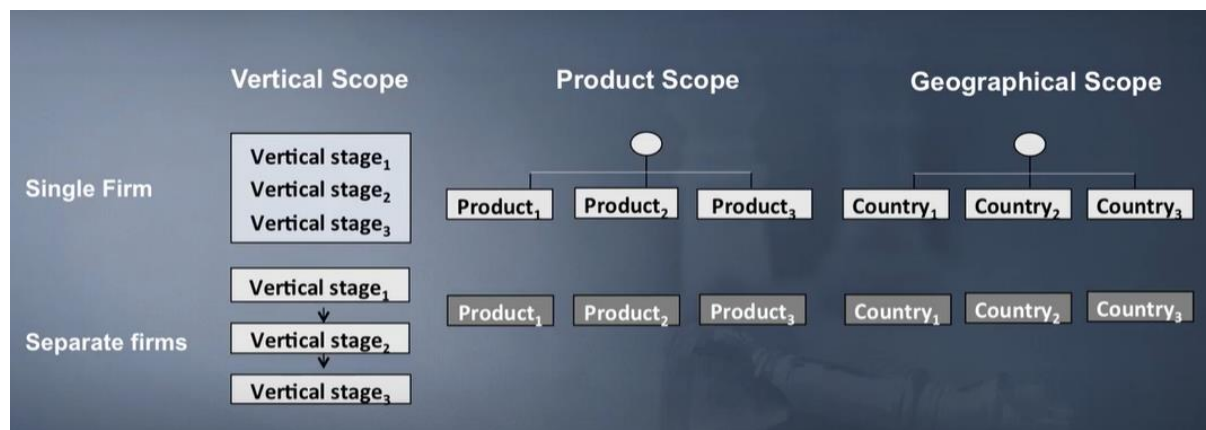 Vertical Scope
Product Scope
Geographical Scope
Single Firm
Vertical stage₁
Vertical stage₂
Vertical stage₃
Product₁
Product₂
Product₃
Country₁
Country₂
Country₃
Separate firms
Vertical stage₁
Vertical stage₂
Vertical stage₃
Product₁
Product₂
Product₃
Country₁
Country₂
Country₃